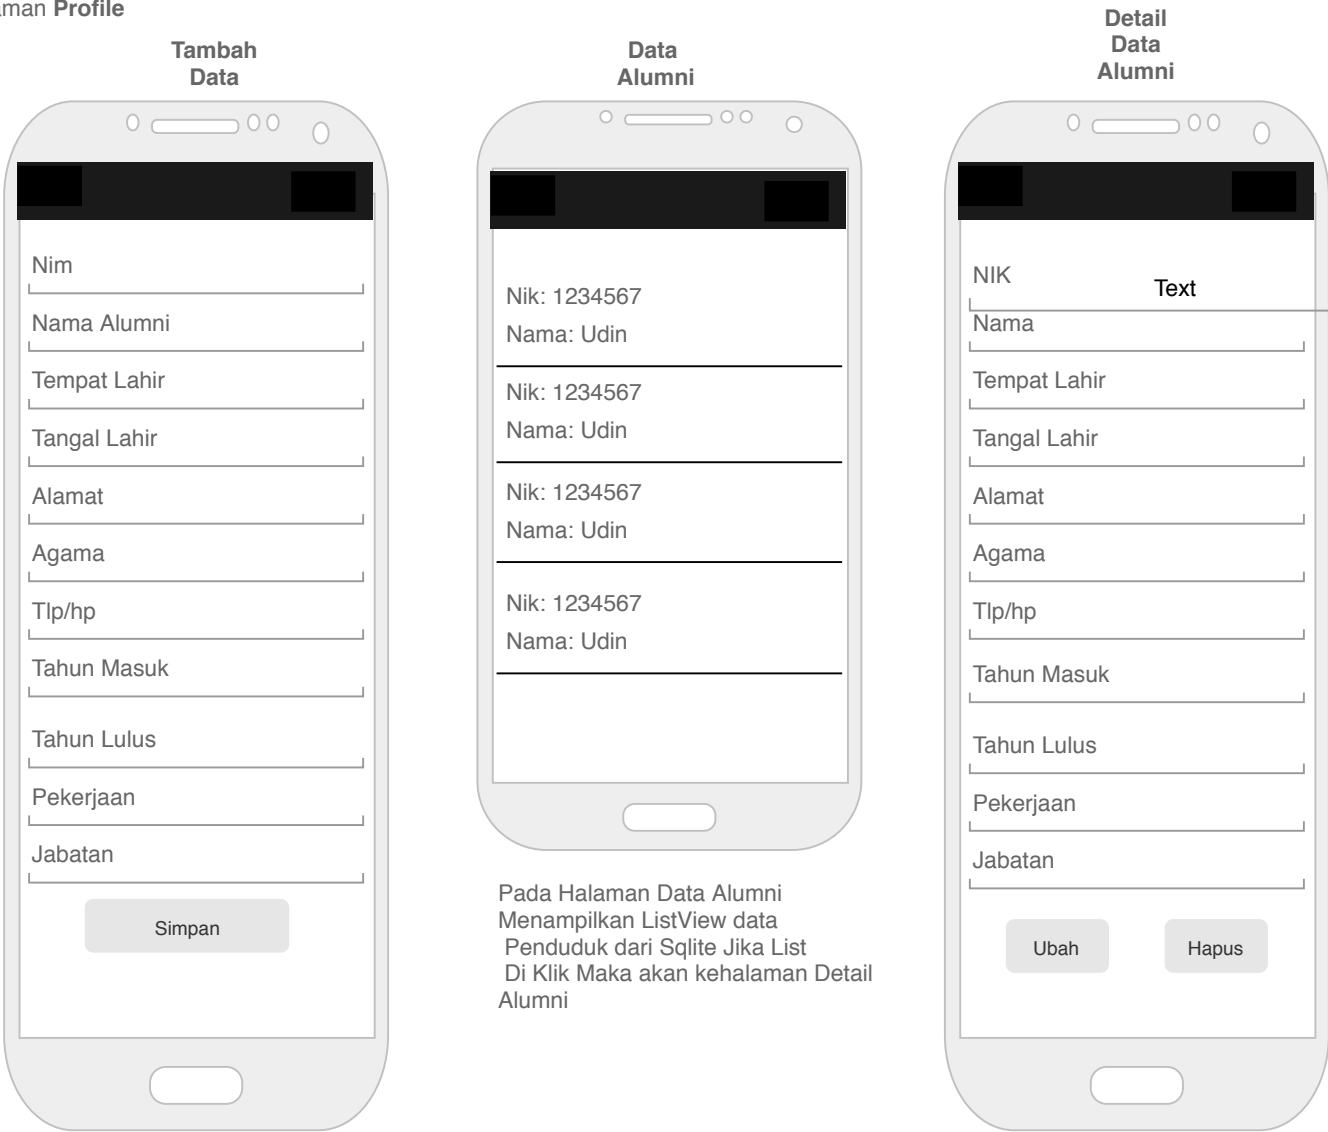 aman Profile
Tambah
Data
Nim
Nama Alumni
Tempat Lahir
Tangal Lahir
Alamat
Agama
Tlp/hp
Tahun Masuk
Tahun Lulus
Pekerjaan
Jabatan
Simpan
Data
Alumni
Nik: 1234567
Nama: Udin
Nik: 1234567
Nama: Udin
Nik: 1234567
Nama: Udin
Nik: 1234567
Nama: Udin
Pada Halaman Data Alumni
Menampilkan ListView data
Penduduk dari Sqlite Jika List
Di Klik Maka akan kehalaman Detail
Alumni
Detail
Data
Alumni
NIK
Text
Nama
Tempat Lahir
Tangal Lahir
Alamat
Agama
Tlp/hp
Tahun Masuk
Tahun Lulus
Pekerjaan
Jabatan
Ubah
Hapus